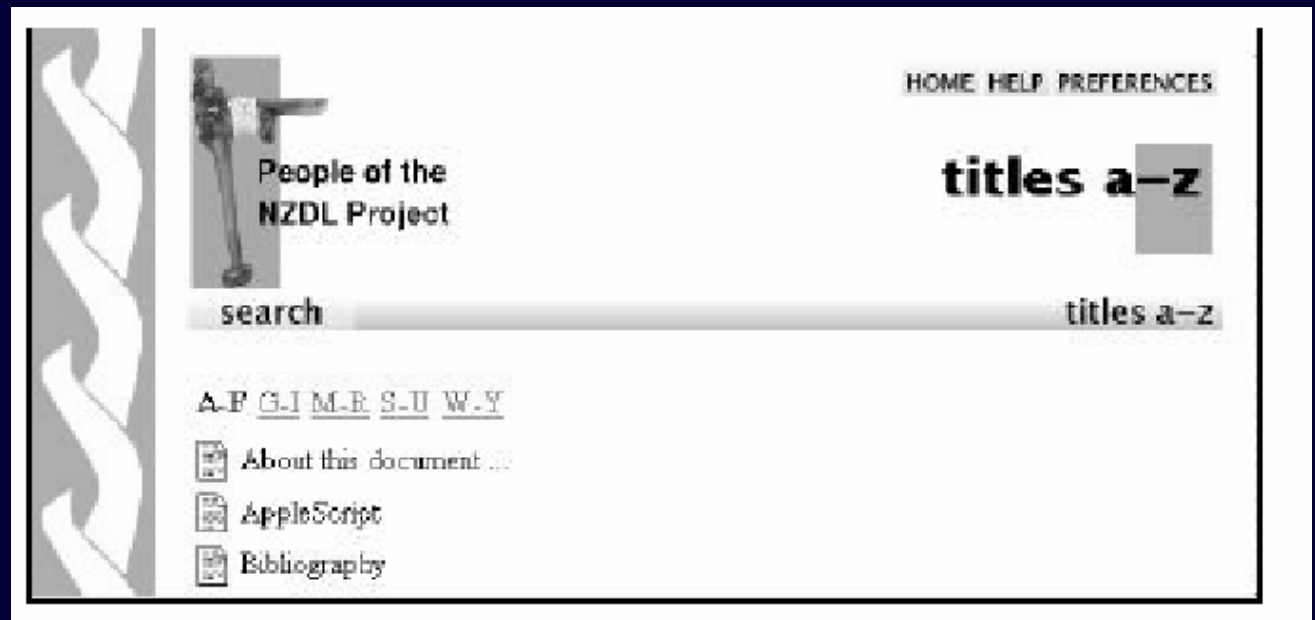 HOME HELP PREFERENCES
People of the
NZDL Project
titles a–z
search titles a–z
A-F G-I M-R S-U W-Y
About this document ...
AppleScript
Bibliography